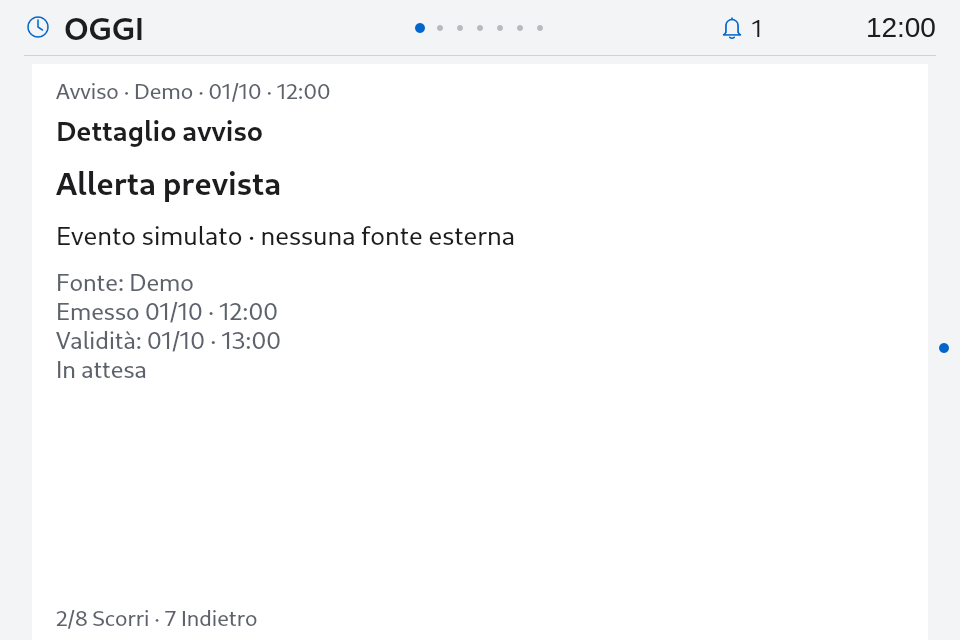 OGGI
1
12:00
Avviso · Demo · 01/10 · 12:00
Dettaglio avviso
Allerta prevista
Evento simulato · nessuna fonte esterna
Fonte: Demo
Emesso 01/10 · 12:00
Validità: 01/10 · 13:00
In attesa
2/8 Scorri · 7 Indietro